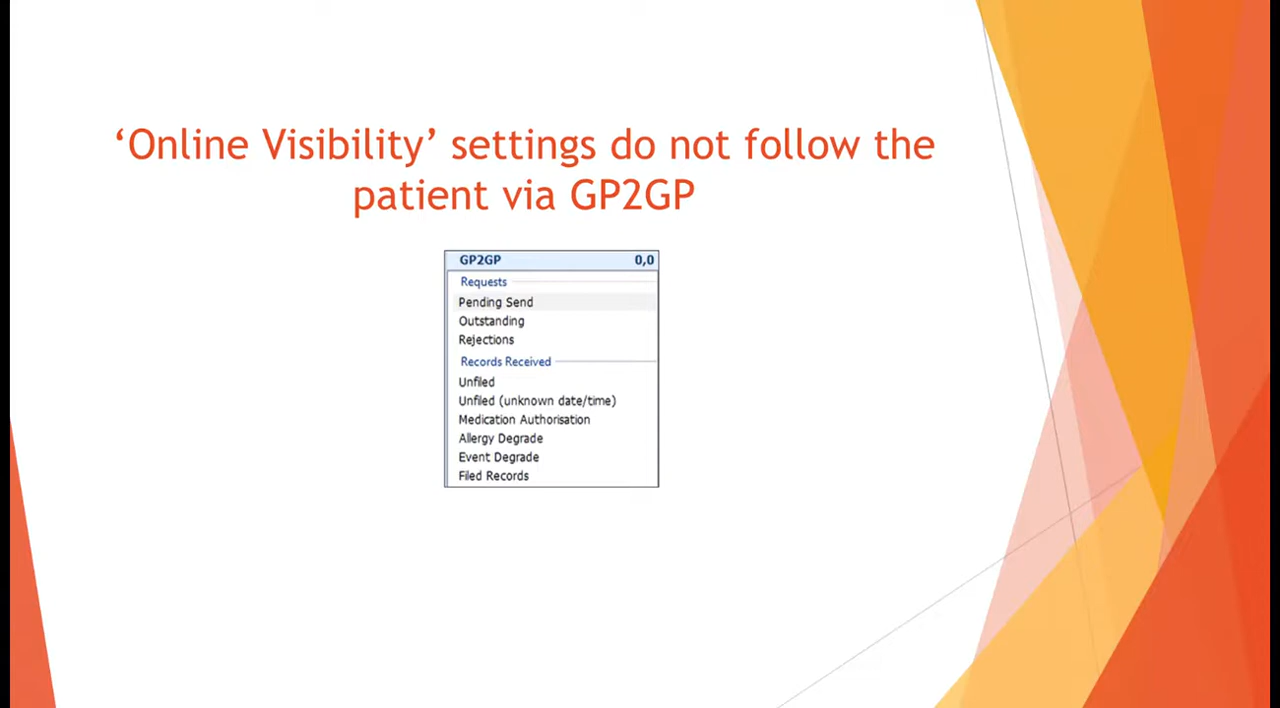 ‘Online Visibility’ settings do not follow the
patient via GP2GP
GP2GP 0,0
Requests
Pending Send
Outstanding
Rejections
Records Received
Unfiled
Unfiled (unknown date/time)
Medication Authorisation
Allergy Degrade
Event Degrade
Filed Records